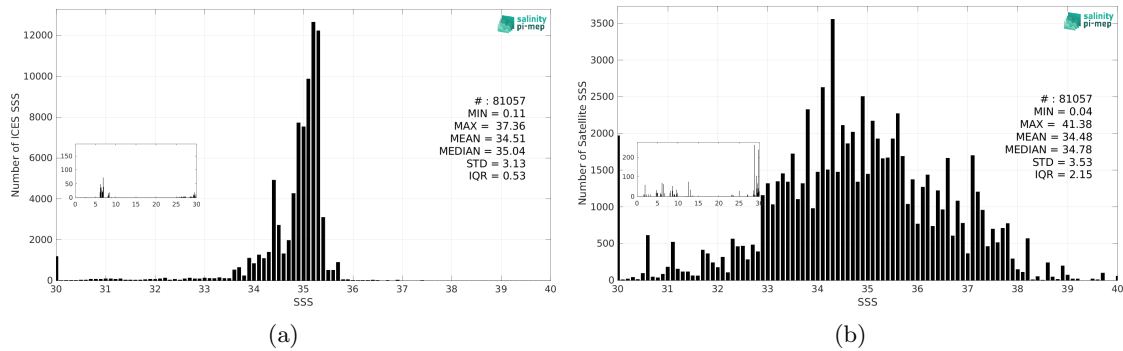 salinity
pi-mep
Number of ICES SSS
12000
10000
8000
6000
4000
2000
0
# : 81057
MIN = 0.11
MAX = 37.36
MEAN = 34.51
MEDIAN = 35.04
STD = 3.13
IQR = 0.53
150
100
50
0
0 5 10 15 20 25 30
30 31 32 33 34 35 36 37 38 39 40
SSS
(a)
salinity
pi-mep
Number of Satellite SSS
3500
3000
2500
2000
1500
1000
500
0
# : 81057
MIN = 0.04
MAX = 41.38
MEAN = 34.48
MEDIAN = 34.78
STD = 3.53
IQR = 2.15
200
100
0
0 5 10 15 20 25 30
30 31 32 33 34 35 36 37 38 39 40
SSS
(b)